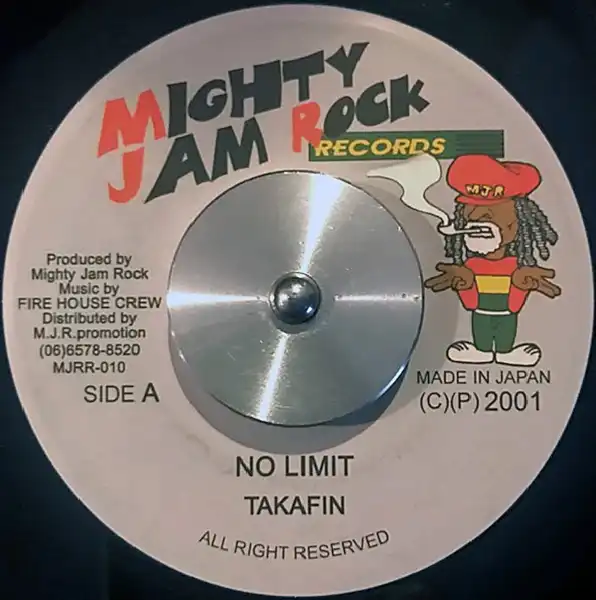 MIGHTY
JAM ROCK
RECORDS
MJR
Produced by
Mighty Jam Rock
Music by
FIRE HOUSE CREW
Distributed by
M.J.R.promotion
(06)6578-8520
MJRR-010
SIDE A
MADE IN JAPAN
(C)(P) 2001
NO LIMIT
TAKAFIN
ALL RIGHT RESERVED